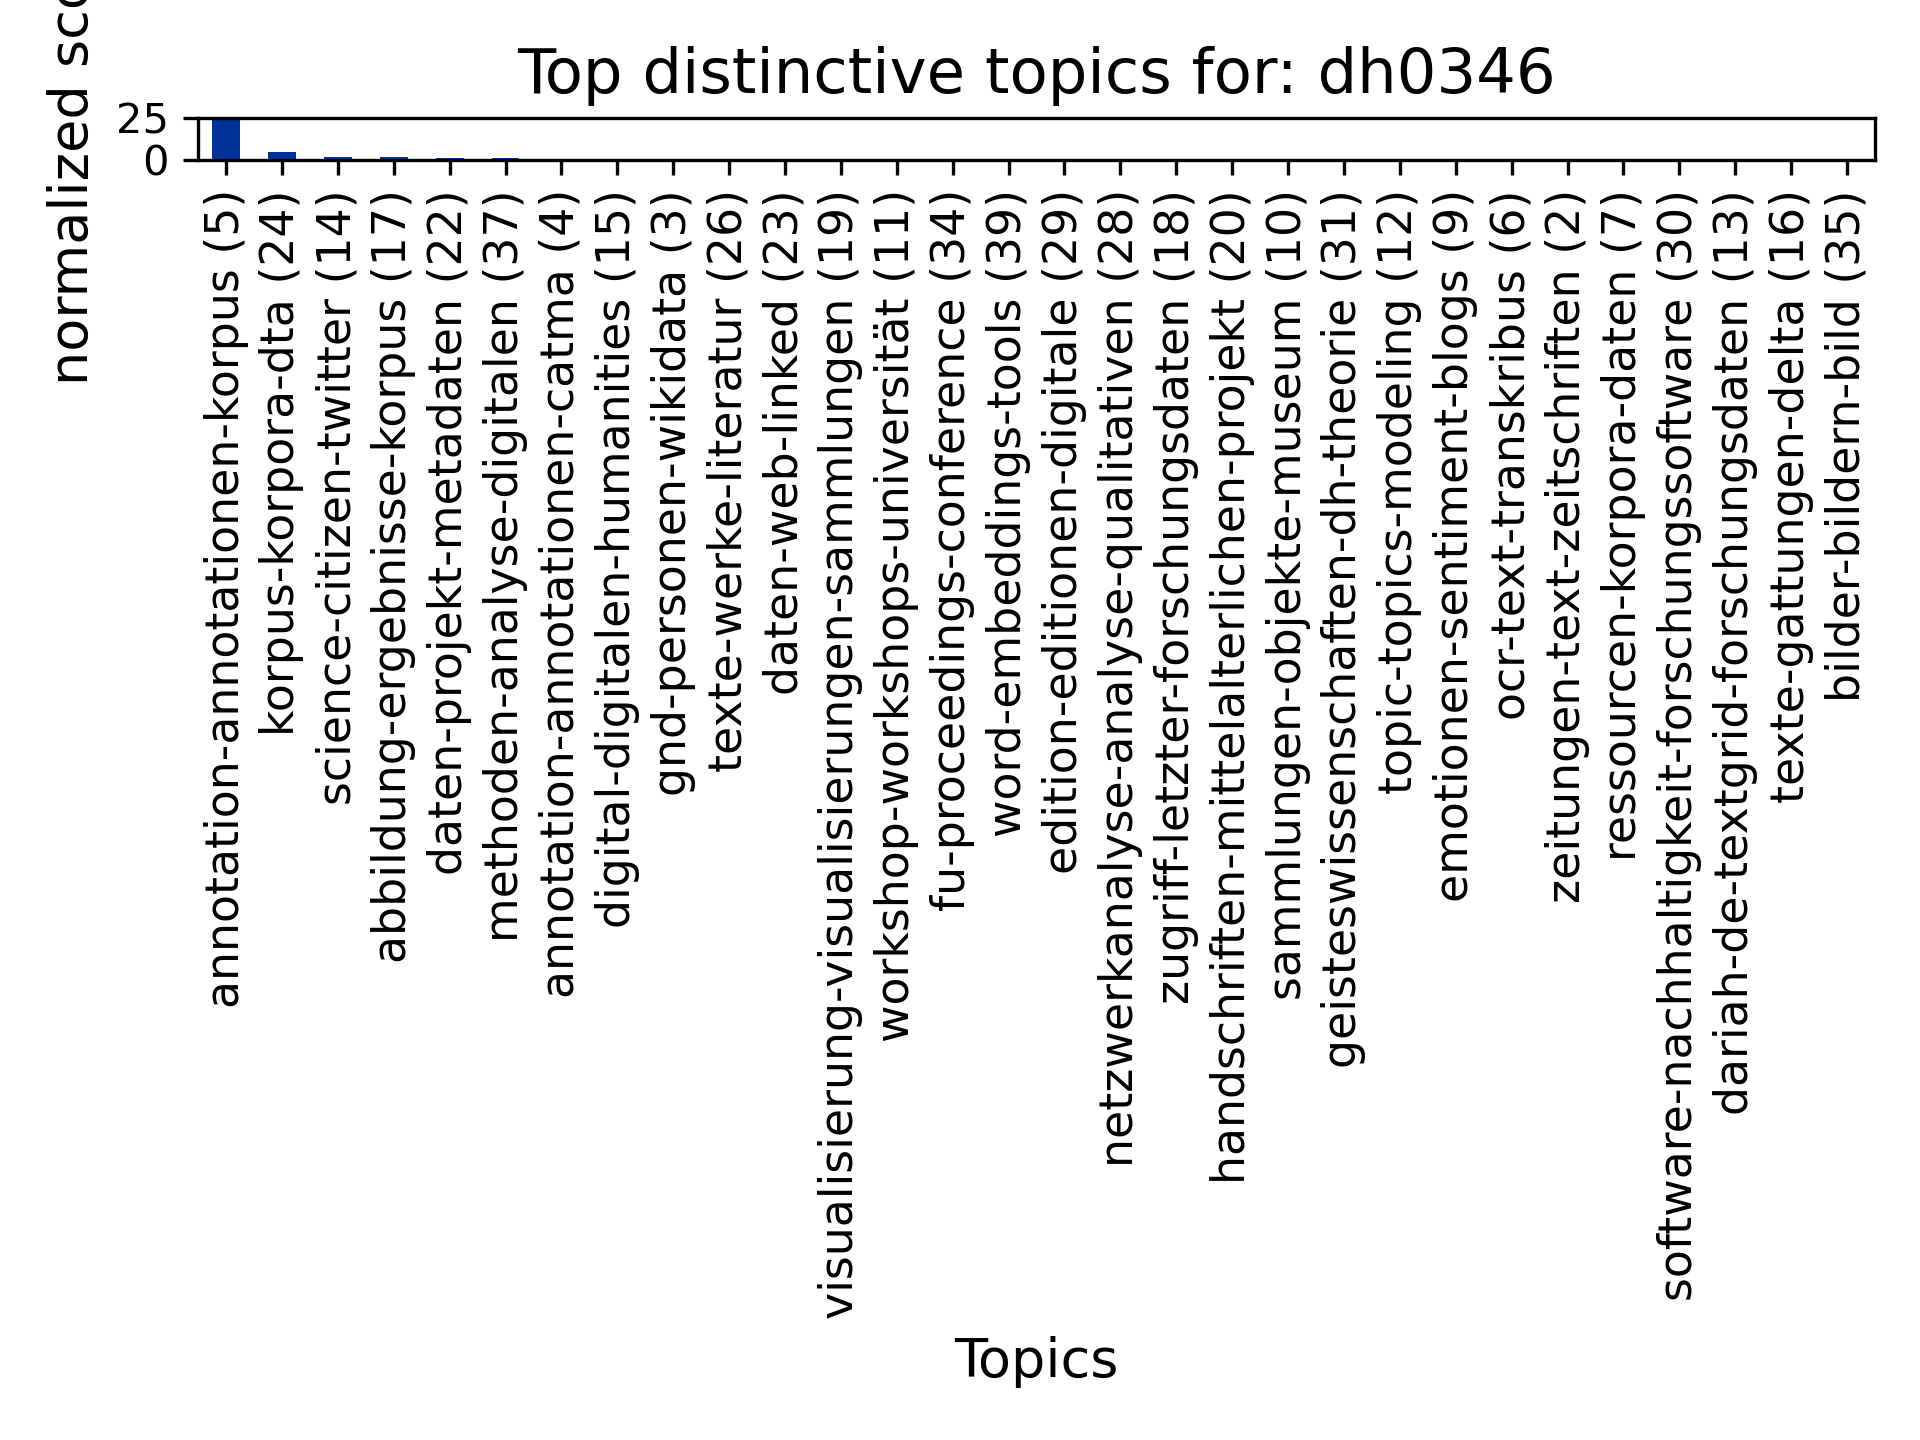 Top distinctive topics for: dh0346
normalized
25
0
annotation-annotationen-korpus (5)
korpus-korpora-dta (24)
science-citizen-twitter (14)
abbildung-ergebnisse-korpus (17)
daten-projekt-metadaten (22)
methoden-analyse-digitalen (37)
annotation-annotationen-catma (4)
digital-digitalen-humanities (15)
gnd-personen-wikidata (3)
texte-werke-literatur (26)
daten-web-linked (23)
visualisierung-visualisierungen-sammlungen (19)
workshop-workshops-universität (11)
fu-proceedings-conference (34)
word-embeddings-tools (39)
edition-editionen-digitale (29)
netzwerkanalyse-analyse-qualitativen (28)
zugriff-letzter-forschungsdaten (18)
handschriften-mittelalterlichen-projekt (20)
sammlungen-objekte-museum (10)
geisteswissenschaften-dh-theorie (31)
topic-topics-modeling (12)
emotionen-sentiment-blogs (9)
ocr-text-transkribus (6)
zeitungen-text-zeitschriften (2)
ressourcen-korpora-daten (7)
software-nachhaltigkeit-forschungssoftware (30)
dariah-de-textgrid-forschungsdaten (13)
texte-gattungen-delta (16)
bilder-bildern-bild (35)
Topics